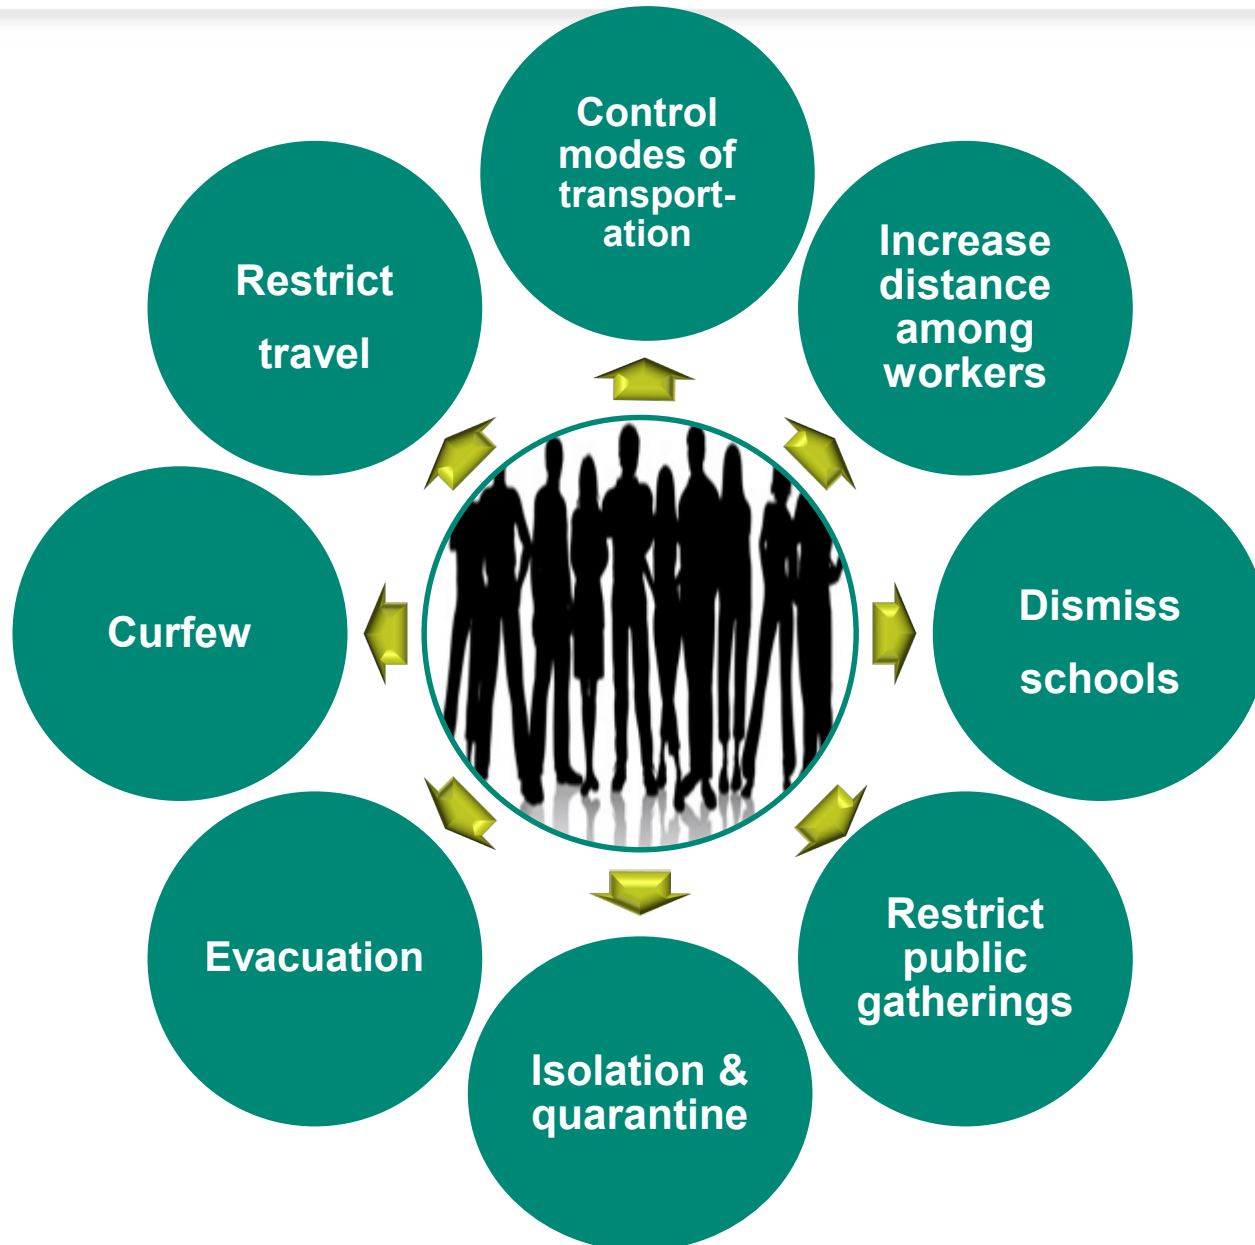 Control
modes of
transport-
ation
Increase
distance
among
workers
Dismiss
schools
Restrict
public
gatherings
Isolation &
quarantine
Evacuation
Curfew
Restrict
travel